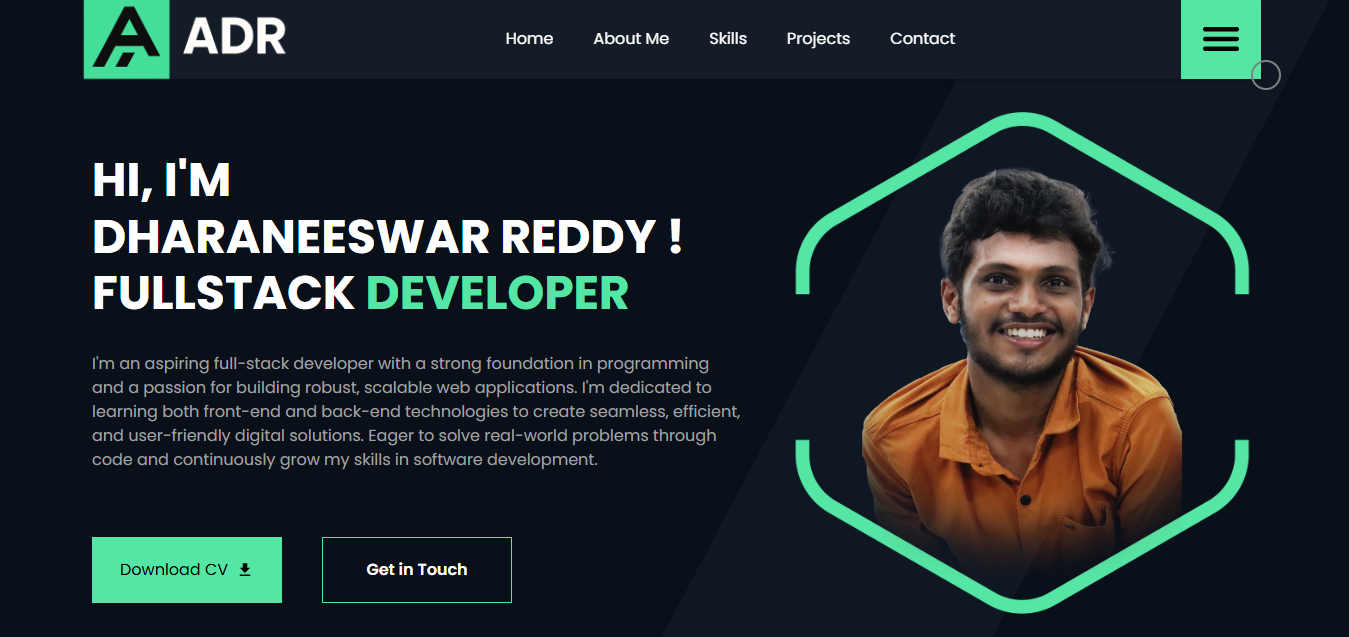 ADR
Home
About Me
Skills
Projects
Contact
HI, I'M
DHARANEESWAR REDDY !
FULLSTACK DEVELOPER
I'm an aspiring full-stack developer with a strong foundation in programming
and a passion for building robust, scalable web applications. I'm dedicated to
learning both front-end and back-end technologies to create seamless, efficient,
and user-friendly digital solutions. Eager to solve real-world problems through
code and continuously grow my skills in software development.
Download CV
Get in Touch